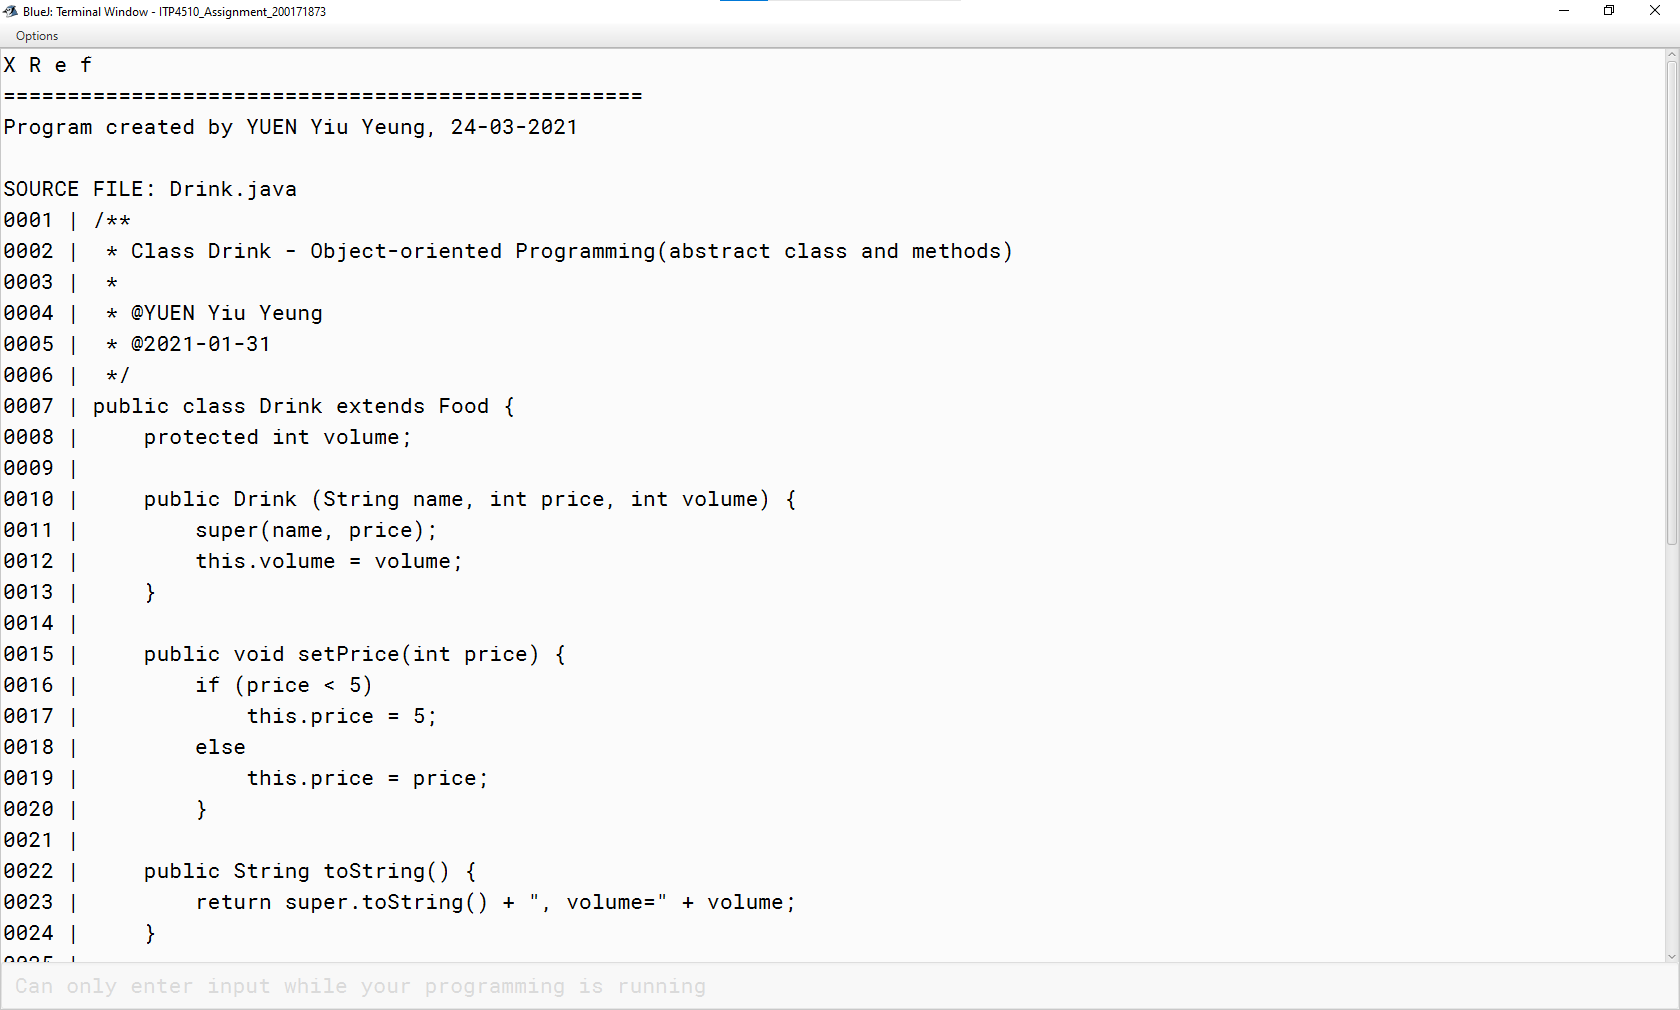 BlueJ: Terminal Window - ITP4510_Assignment_200171873
Options
X R e f
==================================================
Program created by YUEN Yiu Yeung, 24-03-2021

SOURCE FILE: Drink.java
0001 | /**
0002 |  * Class Drink - Object-oriented Programming(abstract class and methods)
0003 |  *
0004 |  * @YUEN Yiu Yeung
0005 |  * @2021-01-31
0006 |  */
0007 | public class Drink extends Food {
0008 |     protected int volume;
0009 |
0010 |     public Drink (String name, int price, int volume) {
0011 |         super(name, price);
0012 |         this.volume = volume;
0013 |     }
0014 |
0015 |     public void setPrice(int price) {
0016 |         if (price < 5)
0017 |             this.price = 5;
0018 |         else
0019 |             this.price = price;
0020 |         }
0021 |
0022 |     public String toString() {
0023 |         return super.toString() + ", volume=" + volume;
0024 |     }
0025 |
Can only enter input while your programming is running